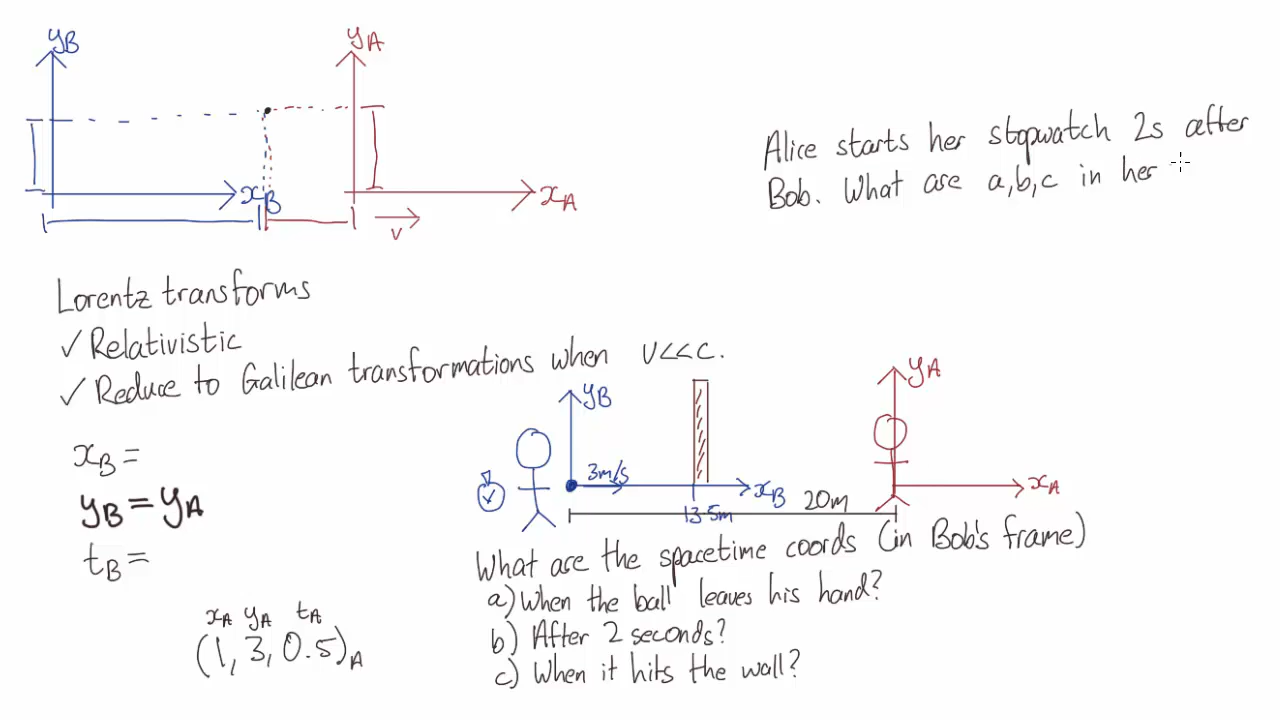 yB
yA
xB
xA
v
Alice starts her stopwatch 2s after
Bob. What are a,b,c in her
Lorentz transforms
✓ Relativistic
✓ Reduce to Galilean transformations when v<<c.
xB =
yB = yA
tB =
xA yA tA
(1, 3, 0.5)A
yB
3m/s
xB
13.5m
20m
yA
xA
What are the spacetime coords (in Bob's frame)
a) When the ball leaves his hand?
b) After 2 seconds?
c) When it hits the wall?